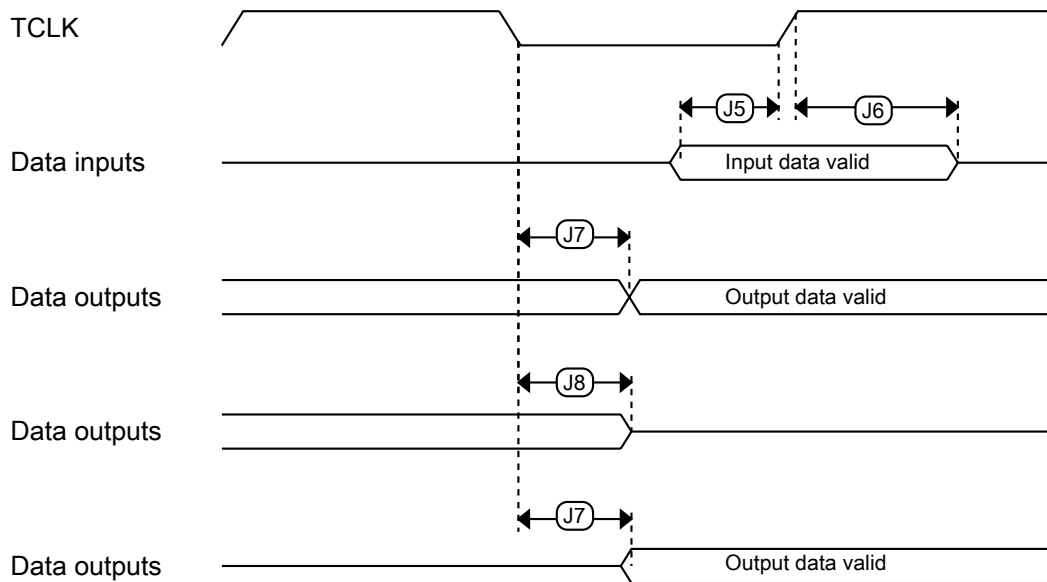 TCLK
J5
J6
Data inputs
Input data valid
J7
Data outputs
Output data valid
J8
Data outputs
J7
Data outputs
Output data valid